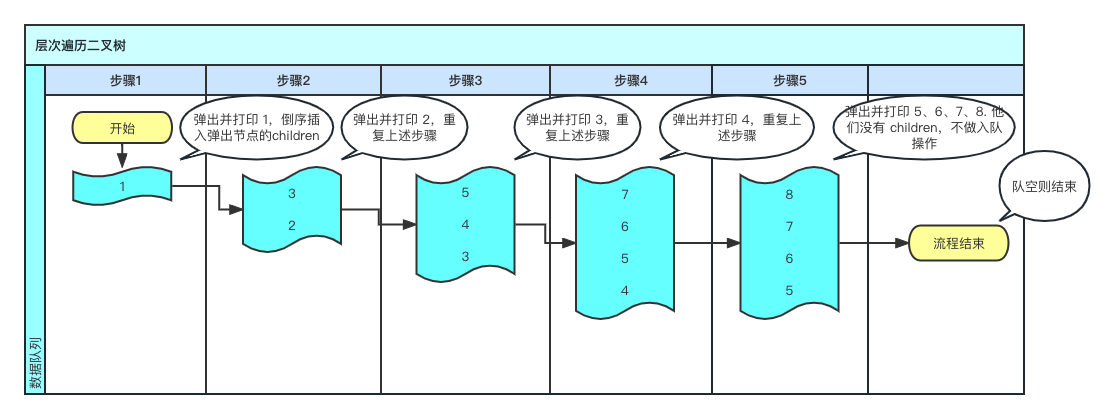 层次遍历二叉树
步骤1
步骤2
步骤3
步骤4
步骤5
数据队列
开始
1
弹出并打印 1，倒序插
入弹出节点的children
3
2
弹出并打印 2，重
复上述步骤
5
4
3
弹出并打印 3，重
复上述步骤
7
6
5
4
弹出并打印 4，重复上
述步骤
8
7
6
5
弹出并打印 5、6、7、8. 他
们没有 children，不做入队
操作
队空则结束
流程结束